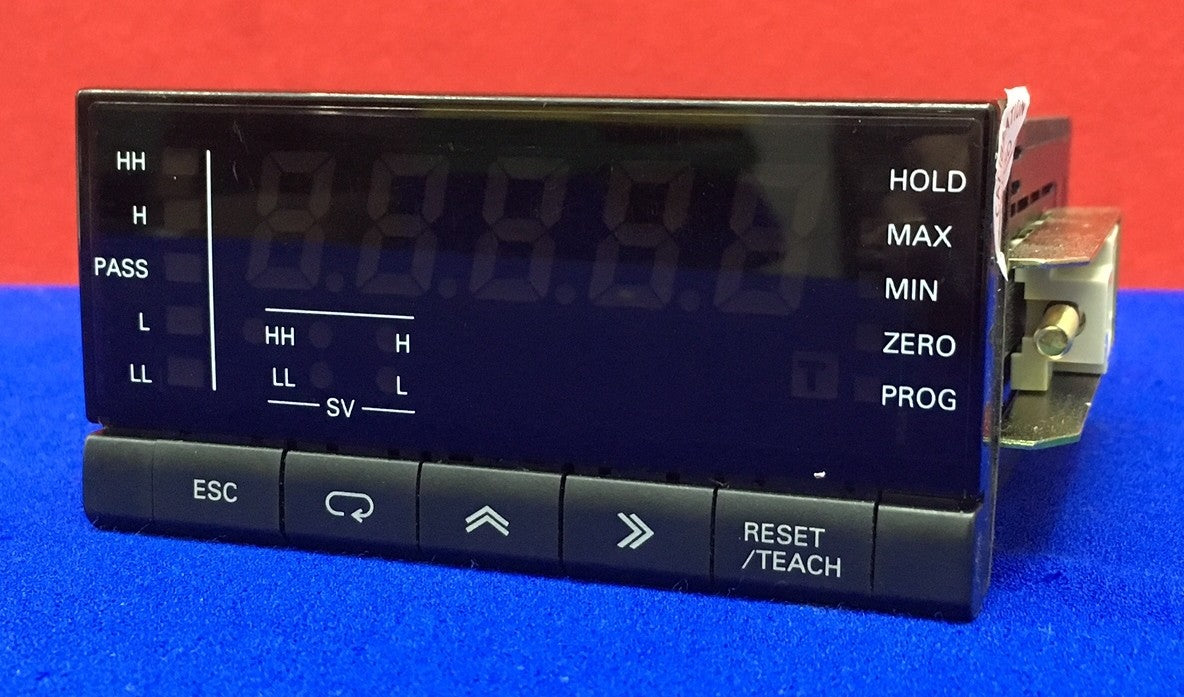 HH
H
PASS
L
LL
HH H
LL L
SV
HOLD
MAX
MIN
ZERO
PROG
T
ESC
RESET
/TEACH